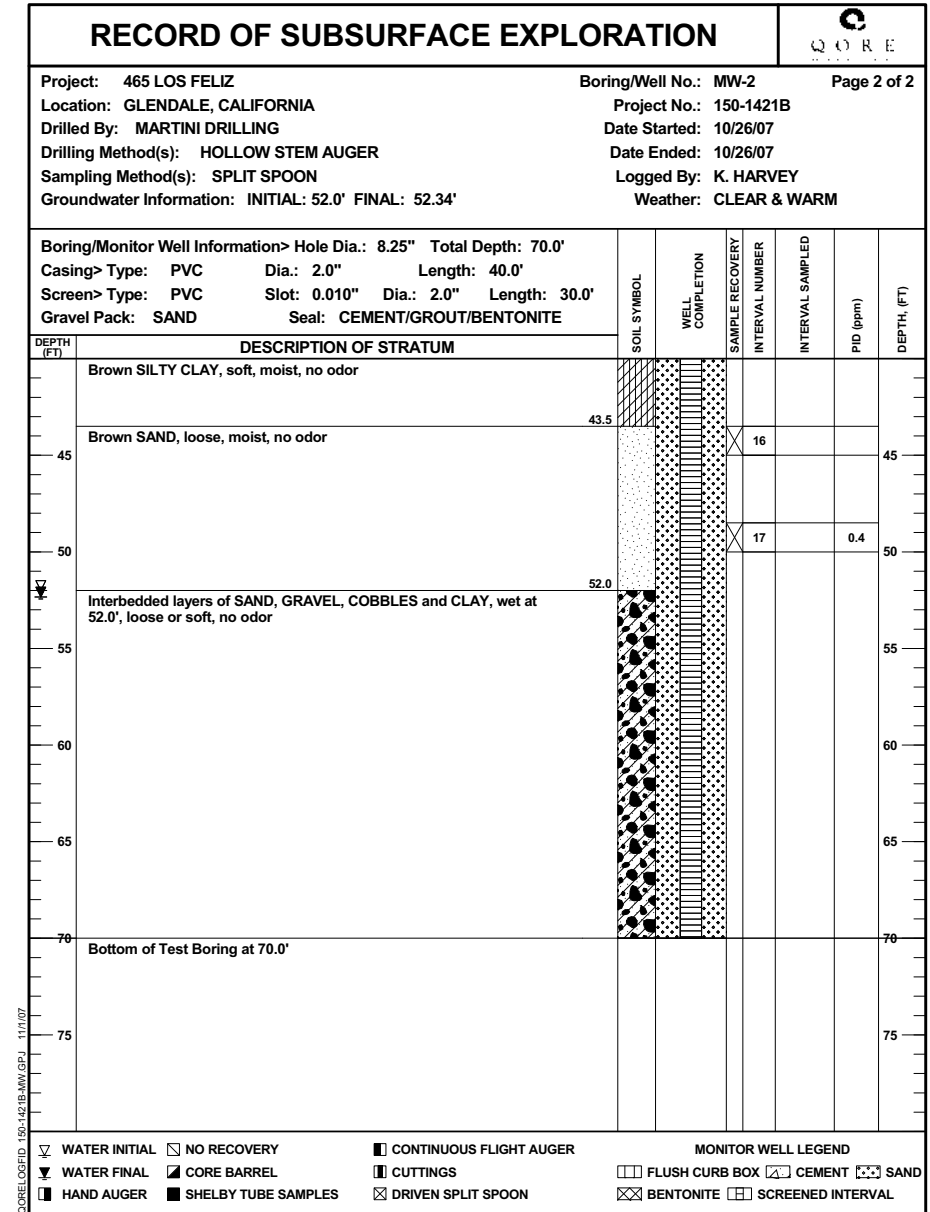 RECORD OF SUBSURFACE EXPLORATION
QORE
Project: 465 LOS FELIZ Boring/Well No.: MW-2 Page 2 of 2
Location: GLENDALE, CALIFORNIA Project No.: 150-1421B
Drilled By: MARTINI DRILLING Date Started: 10/26/07
Drilling Method(s): HOLLOW STEM AUGER Date Ended: 10/26/07
Sampling Method(s): SPLIT SPOON Logged By: K. HARVEY
Groundwater Information: INITIAL: 52.0' FINAL: 52.34' Weather: CLEAR & WARM
Boring/Monitor Well Information> Hole Dia.: 8.25" Total Depth: 70.0'
Casing> Type: PVC Dia.: 2.0" Length: 40.0'
Screen> Type: PVC Slot: 0.010" Dia.: 2.0" Length: 30.0'
Gravel Pack: SAND Seal: CEMENT/GROUT/BENTONITE
DEPTH (FT)
DESCRIPTION OF STRATUM
SOIL SYMBOL
WELL COMPLETION
SAMPLE RECOVERY
INTERVAL NUMBER
INTERVAL SAMPLED
PID (ppm)
DEPTH, (FT)
Brown SILTY CLAY, soft, moist, no odor
43.5
Brown SAND, loose, moist, no odor
16
45 45
17 0.4
50 50
52.0
Interbedded layers of SAND, GRAVEL, COBBLES and CLAY, wet at
52.0', loose or soft, no odor
55 55
60 60
65 65
70 70
Bottom of Test Boring at 70.0'
75 75
WATER INITIAL NO RECOVERY CONTINUOUS FLIGHT AUGER MONITOR WELL LEGEND
WATER FINAL CORE BARREL CUTTINGS FLUSH CURB BOX CEMENT SAND
HAND AUGER SHELBY TUBE SAMPLES DRIVEN SPLIT SPOON BENTONITE SCREENED INTERVAL
QORELOGFID 150-1421B-MW.GPJ 11/1/07